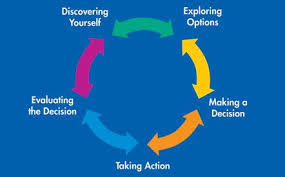 Discovering
Yourself
Exploring
Options
Making a
Decision
Taking Action
Evaluating
the Decision